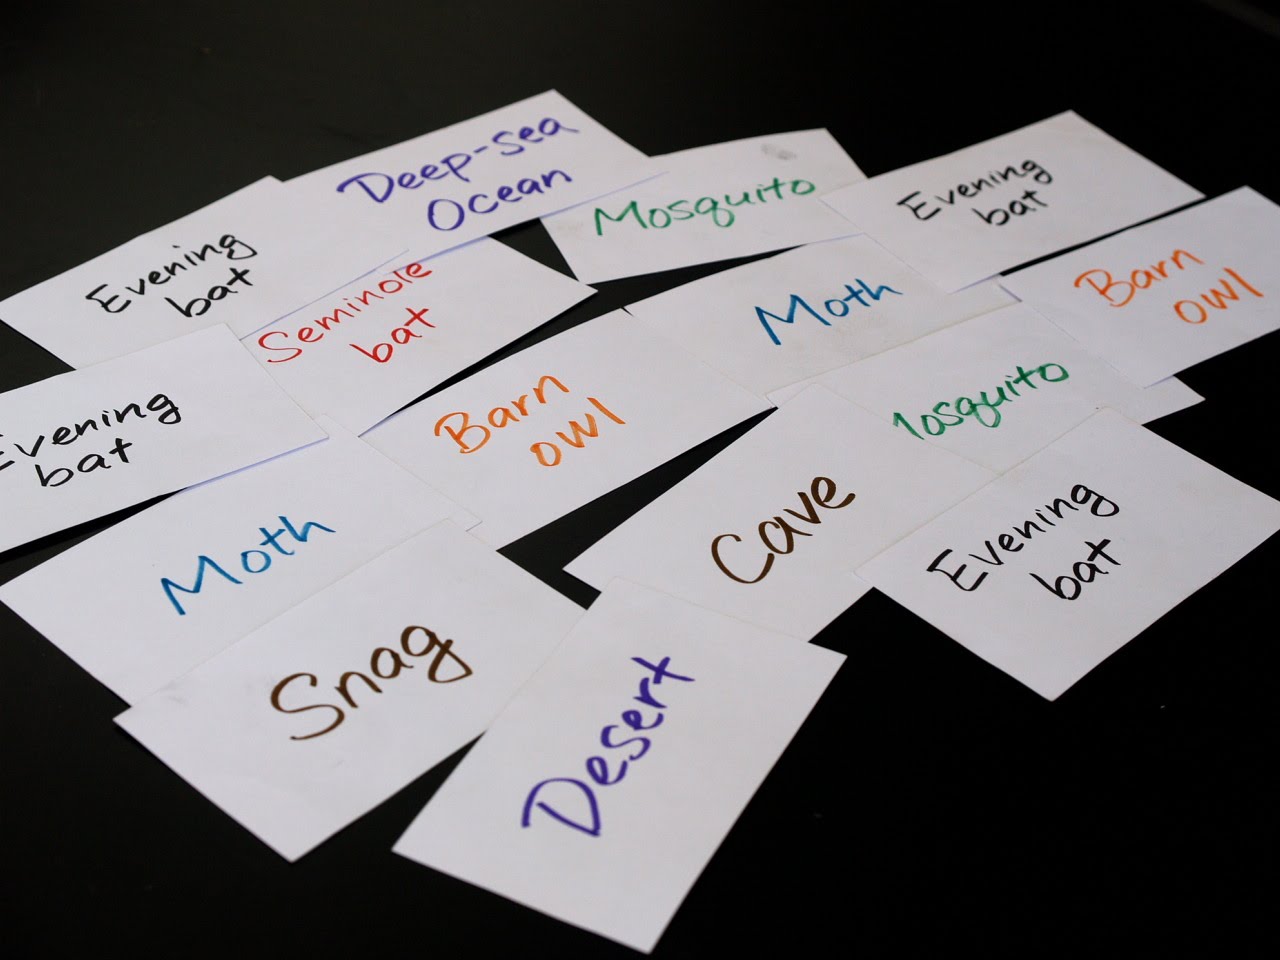 Deep-sea
Ocean
Mosquito
Evening
bat
Evening
bat
Seminole
bat
Moth
Barn
owl
Evening
bat
Barn
owl
losquito
Moth
Cave
Evening
bat
Snag
Desert